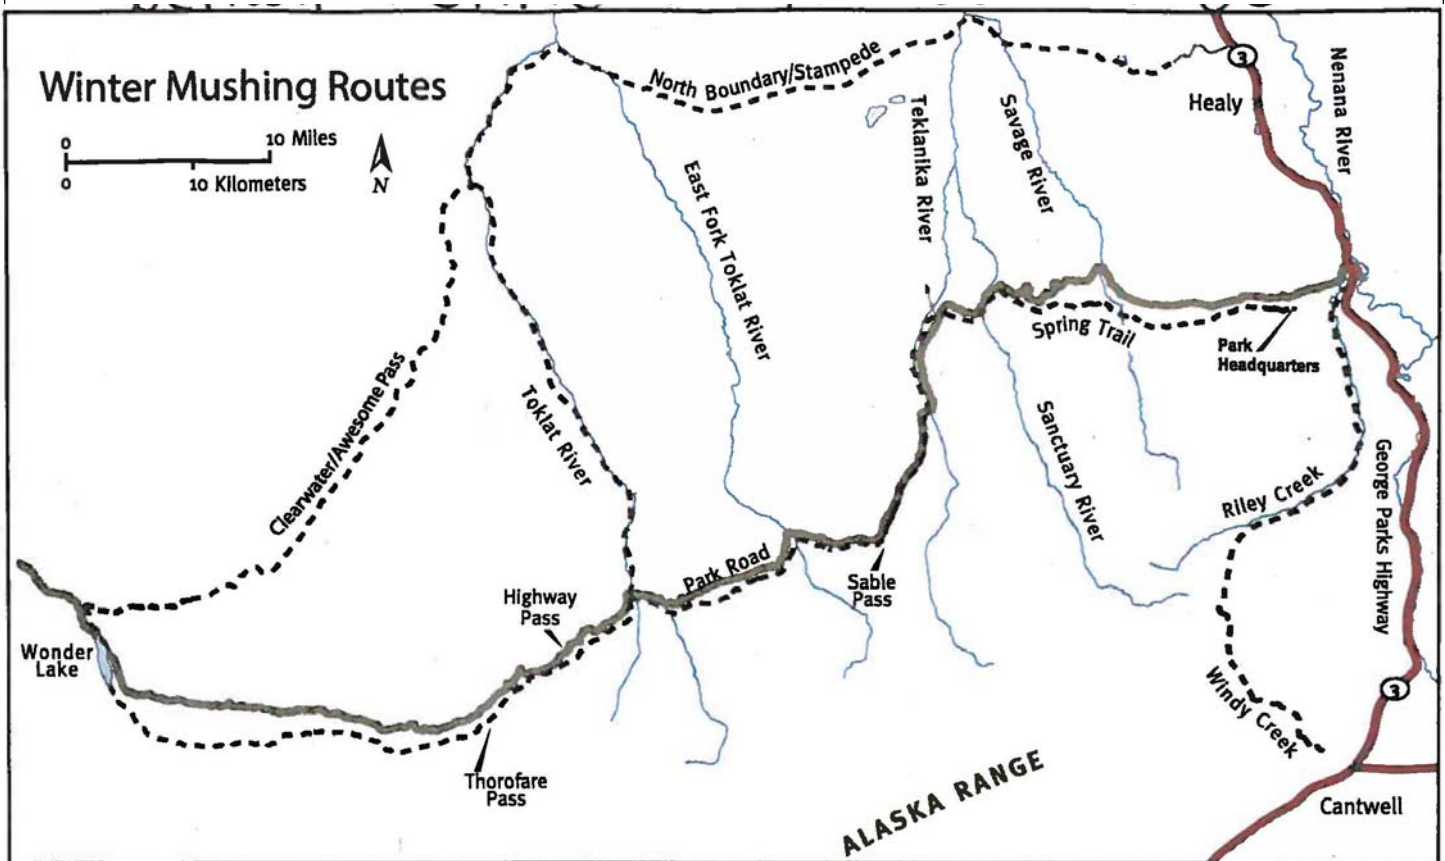 Winter Mushing Routes
0 10 Miles
0 10 Kilometers
N
North Boundary/Stampede
3
Healy
Nenana River
Teklanika River
Savage River
East Fork Toklat River
Spring Trail
Park
Headquarters
Clearwater/Awesome Pass
Toklat River
Sanctuary River
Riley Creek
George Parks Highway
Park Road
Sable
Pass
Highway
Pass
Wonder
Lake
Windy Creek
3
Thorofare
Pass
ALASKA RANGE
Cantwell